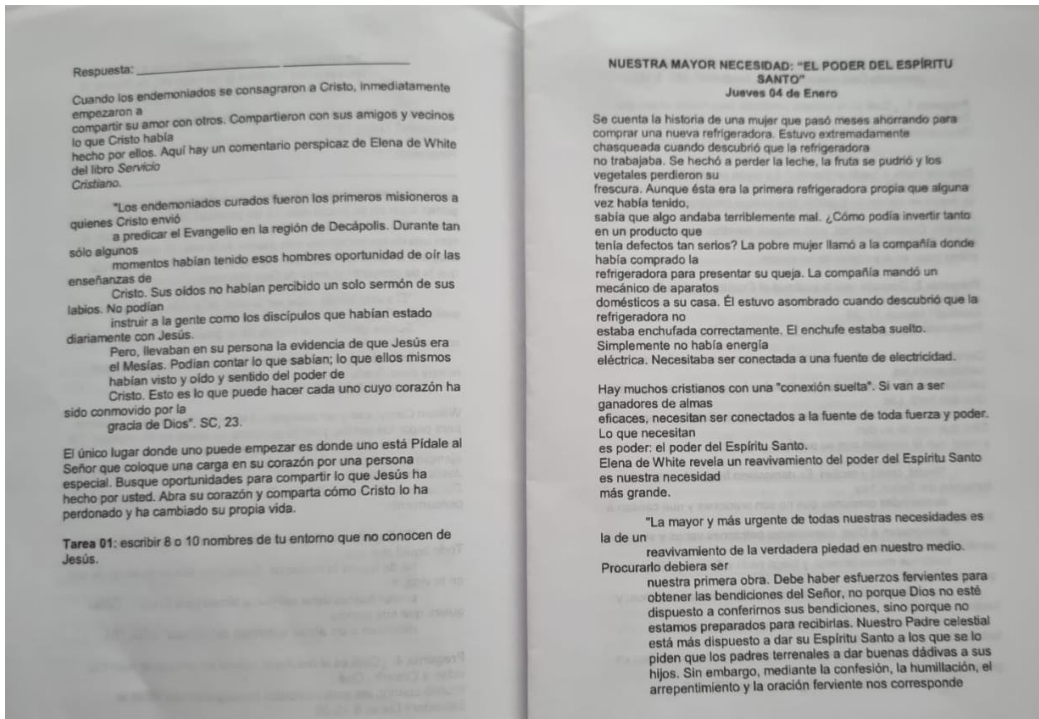 Respuesta: ____________________ ____________________
Cuando los endemoniados se consagraron a Cristo, inmediatamente
empezaron a
compartir su amor con otros. Compartieron con sus amigos y vecinos
lo que Cristo había
hecho por ellos. Aquí hay un comentario perspicaz de Elena de White
del libro Servicio
Cristiano.
"Los endemoniados curados fueron los primeros misioneros a
quienes Cristo envió
a predicar el Evangelio en la región de Decápolis. Durante tan
sólo algunos
momentos habían tenido esos hombres oportunidad de oír las
enseñanzas de
Cristo. Sus oídos no habían percibido un solo sermón de sus
labios. No podían
instruir a la gente como los discípulos que habían estado
diariamente con Jesús.
Pero, llevaban en su persona la evidencia de que Jesús era
el Mesías. Podían contar lo que sabían; lo que ellos mismos
habían visto y oído y sentido del poder de
Cristo. Esto es lo que puede hacer cada uno cuyo corazón ha
sido conmovido por la
gracia de Dios". SC, 23.
El único lugar donde uno puede empezar es donde uno está Pídale al
Señor que coloque una carga en su corazón por una persona
especial. Busque oportunidades para compartir lo que Jesús ha
hecho por usted. Abra su corazón y comparta cómo Cristo lo ha
perdonado y ha cambiado su propia vida.
Tarea 01: escribir 8 o 10 nombres de tu entorno que no conocen de
Jesús.
NUESTRA MAYOR NECESIDAD: "EL PODER DEL ESPÍRITU
SANTO"
Jueves 04 de Enero
Se cuenta la historia de una mujer que pasó meses ahorrando para
comprar una nueva refrigeradora. Estuvo extremadamente
chasqueada cuando descubrió que la refrigeradora
no trabajaba. Se hechó a perder la leche, la fruta se pudrió y los
vegetales perdieron su
frescura. Aunque ésta era la primera refrigeradora propia que alguna
vez había tenido,
sabía que algo andaba terriblemente mal. ¿Cómo podía invertir tanto
en un producto que
tenía defectos tan serios? La pobre mujer llamó a la compañía donde
había comprado la
refrigeradora para presentar su queja. La compañía mandó un
mecánico de aparatos
domésticos a su casa. Él estuvo asombrado cuando descubrió que la
refrigeradora no
estaba enchufada correctamente. El enchufe estaba suelto.
Simplemente no había energía
eléctrica. Necesitaba ser conectada a una fuente de electricidad.
Hay muchos cristianos con una "conexión suelta". Si van a ser
ganadores de almas
eficaces, necesitan ser conectados a la fuente de toda fuerza y poder.
Lo que necesitan
es poder: el poder del Espíritu Santo.
Elena de White revela un reavivamiento del poder del Espíritu Santo
es nuestra necesidad
más grande.
"La mayor y más urgente de todas nuestras necesidades es
la de un
reavivamiento de la verdadera piedad en nuestro medio.
Procurarlo debiera ser
nuestra primera obra. Debe haber esfuerzos fervientes para
obtener las bendiciones del Señor, no porque Dios no esté
dispuesto a conferirnos sus bendiciones, sino porque no
estamos preparados para recibirlas. Nuestro Padre celestial
está más dispuesto a dar su Espíritu Santo a los que se lo
piden que los padres terrenales a dar buenas dádivas a sus
hijos. Sin embargo, mediante la confesión, la humillación, el
arrepentimiento y la oración ferviente nos corresponde